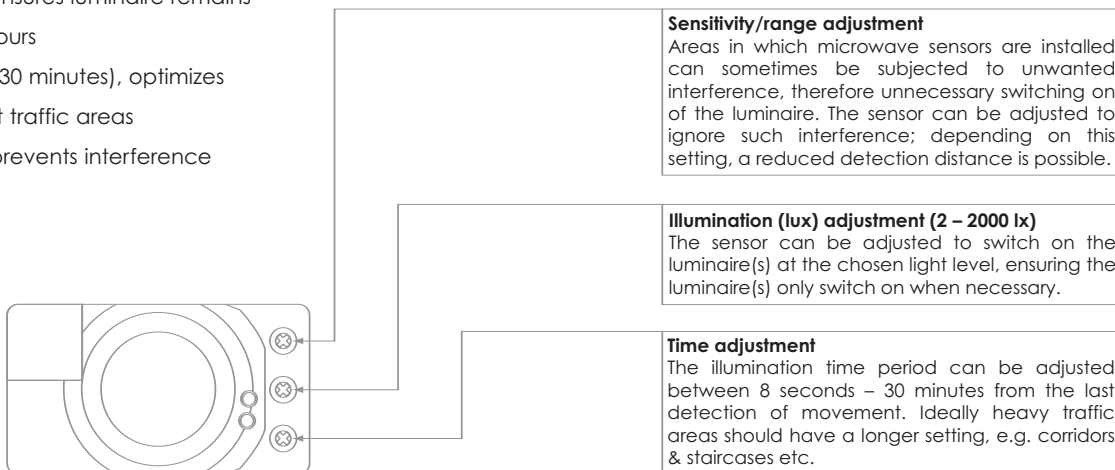 nsures luminaire remains
ours
30 minutes), optimizes
t traffic areas
prevents interference
Sensitivity/range adjustment
Areas in which microwave sensors are installed
can sometimes be subjected to unwanted
interference, therefore unnecessary switching on
of the luminaire. The sensor can be adjusted to
ignore such interference; depending on this
setting, a reduced detection distance is possible.
Illumination (lux) adjustment (2 – 2000 lx)
The sensor can be adjusted to switch on the
luminaire(s) at the chosen light level, ensuring the
luminaire(s) only switch on when necessary.
Time adjustment
The illumination time period can be adjusted
between 8 seconds – 30 minutes from the last
detection of movement. Ideally heavy traffic
areas should have a longer setting, e.g. corridors
& staircases etc.